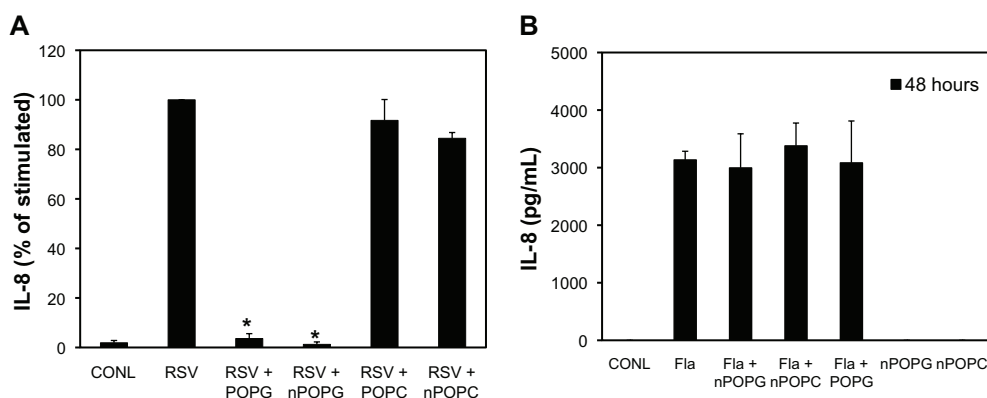 A
IL-8 (% of stimulated)
120
100
80
60
40
20
0
*
*
CONL
RSV
RSV +
POPG
RSV +
nPOPG
RSV +
POPC
RSV +
nPOPC
B
IL-8 (pg/mL)
5000
4000
3000
2000
1000
0
48 hours
CONL
Fla
Fla +
nPOPG
Fla +
nPOPC
Fla +
POPG
nPOPG
nPOPC